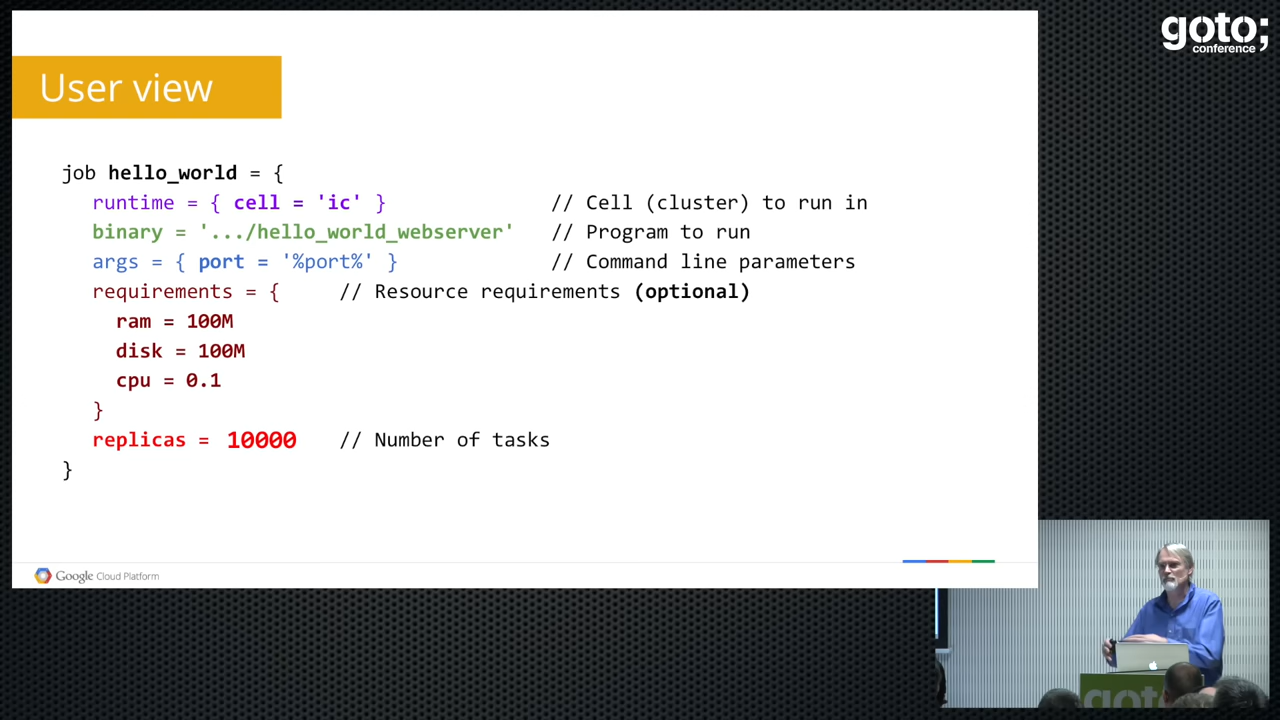 goto;
conference
User view
job hello_world = {
runtime = { cell = 'ic' } // Cell (cluster) to run in
binary = '.../hello_world_webserver' // Program to run
args = { port = '%port%' } // Command line parameters
requirements = { // Resource requirements (optional)
ram = 100M
disk = 100M
cpu = 0.1
}
replicas = 10000 // Number of tasks
}
Google Cloud Platform
goto